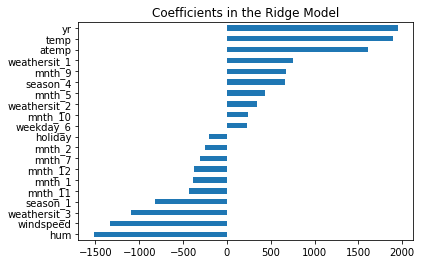 Coefficients in the Ridge Model
yr
temp
atemp
weathersit_1
mnth_9
season_4
mnth_5
weathersit_2
mnth_10
weekday_6
holiday
mnth_2
mnth_7
mnth_12
mnth_1
mnth_11
season_1
weathersit_3
windspeed
hum
−1500 −1000 −500 0 500 1000 1500 2000